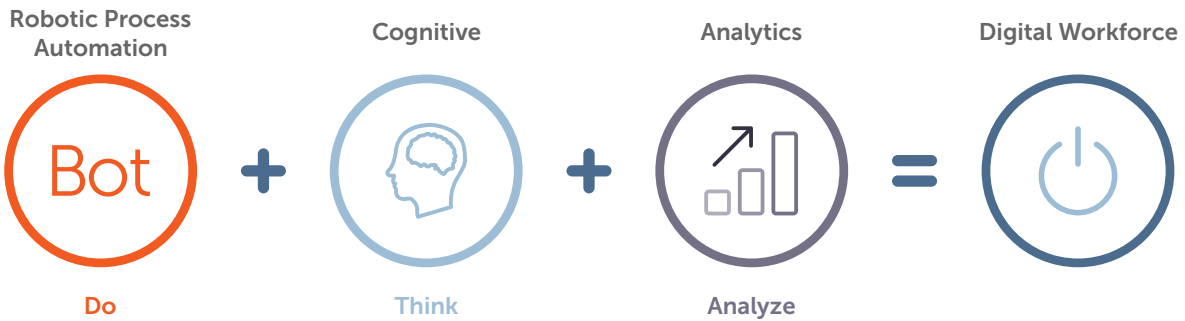 Robotic Process
Automation
Cognitive
Analytics
Digital Workforce
Bot
Do
Think
Analyze